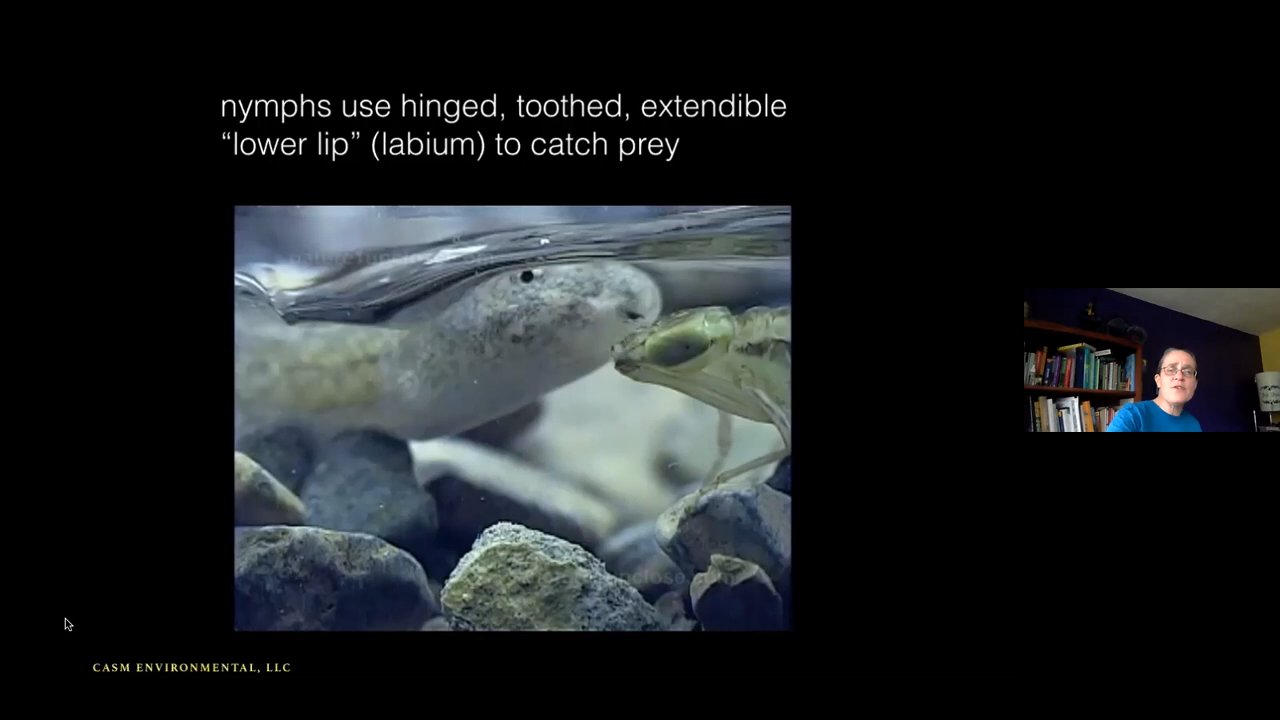 nymphs use hinged, toothed, extendible
“lower lip” (labium) to catch prey
CASM ENVIRONMENTAL, LLC